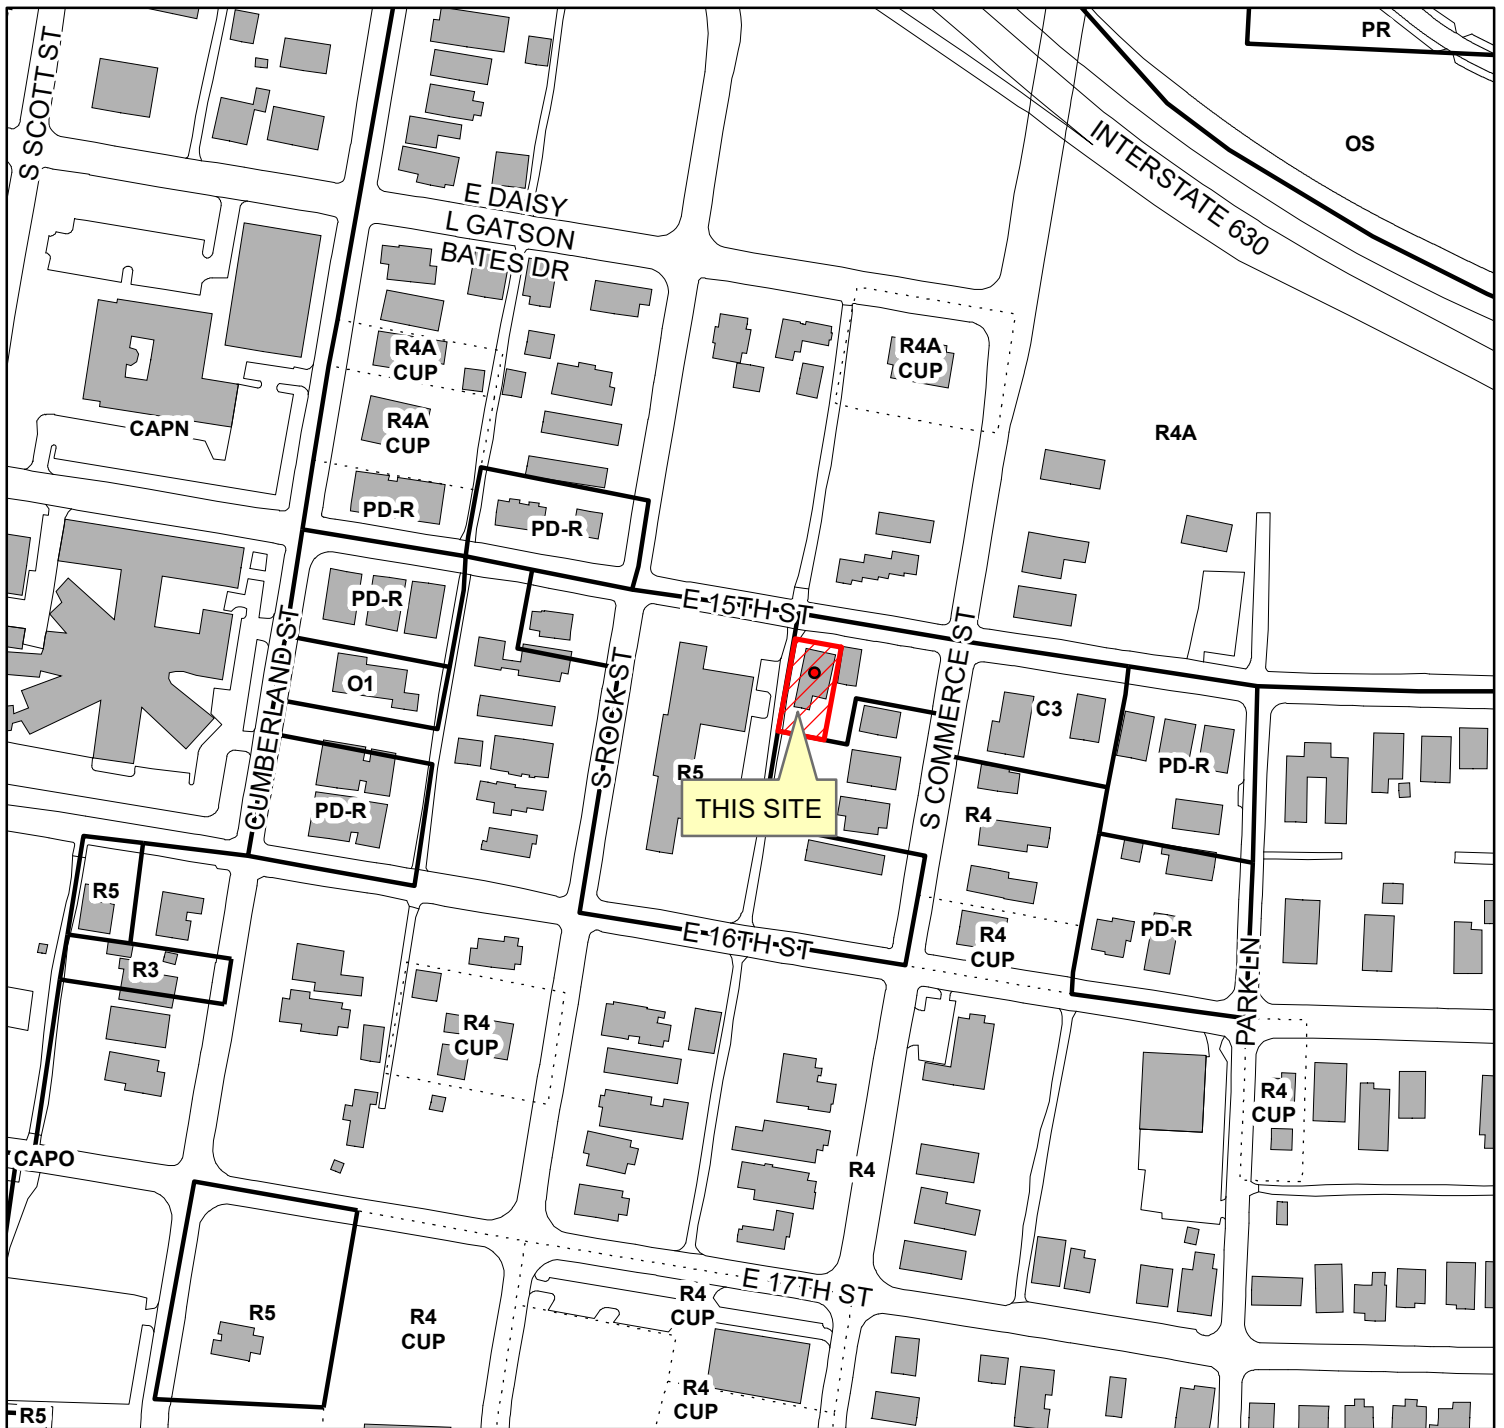 PR
S SCOTT ST
OS
INTERSTATE 630
E DAISY
L GATSON
BATES DR
R4A
CUP
R4A
CUP
R4A
CUP
CAPN
R4A
PD-R
PD-R
PD-R
E 15TH ST
CUMBERLAND ST
S ROCK ST
S COMMERCE ST
O1
C3
PD-R
R5
THIS SITE
PD-R
R4
R5
E 16TH ST
R4
CUP
PD-R
PARK LN
R3
R4
CUP
R4
CUP
CAPO
R4
E 17TH ST
R5
R4
CUP
R4
CUP
R4
CUP
R5